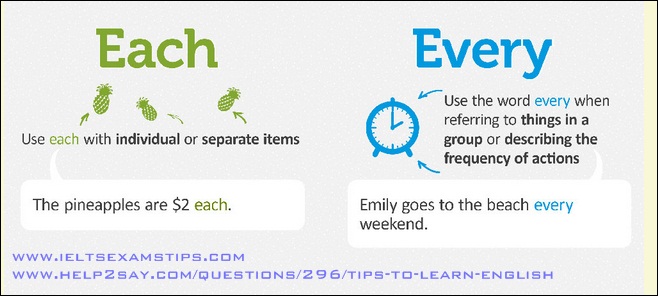 Each
Use each with individual or separate items
The pineapples are $2 each.
Every
Use the word every when
referring to things in a
group or describing the
frequency of actions
Emily goes to the beach every
weekend.
WWW.IELTSEXAMSTIPS.COM
WWW.HELP2SAY.COM/QUESTIONS/296/TIPS-TO-LEARN-ENGLISH